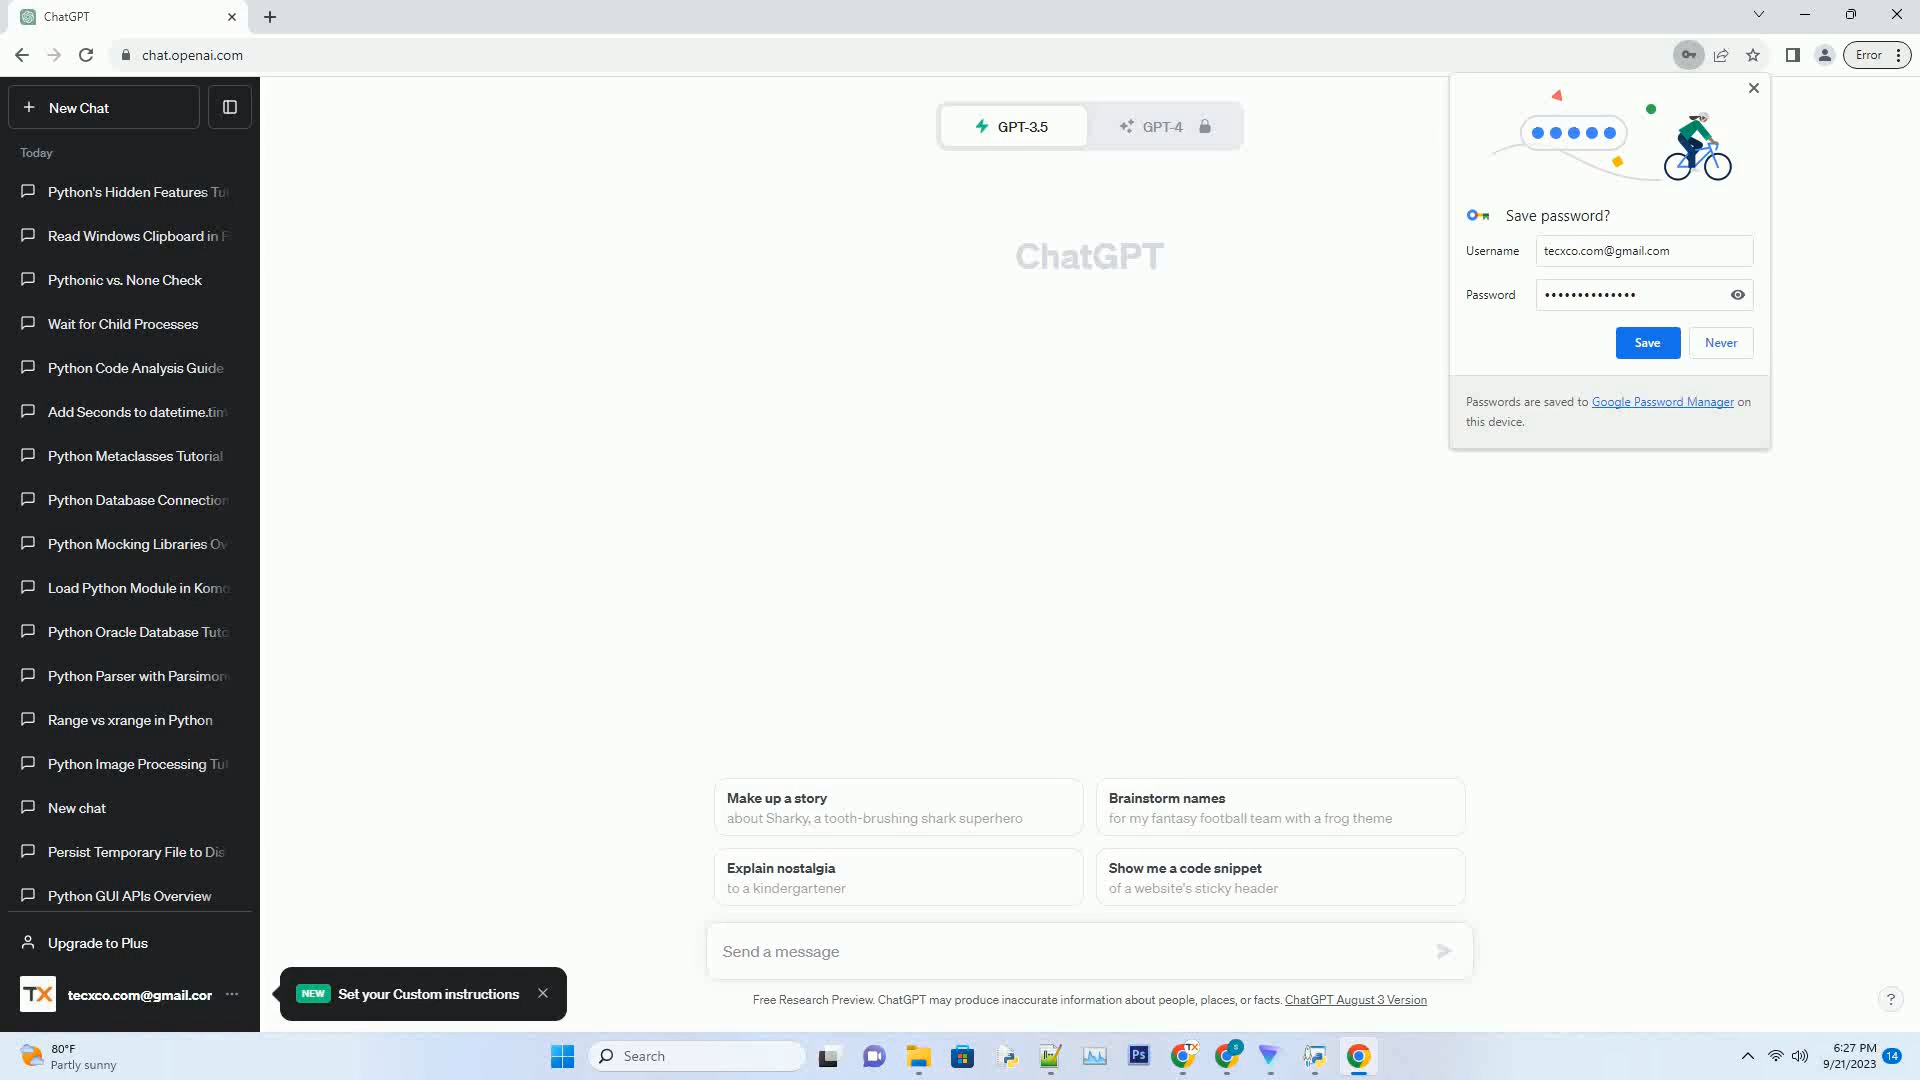 ChatGPT
chat.openai.com
Error
New Chat
Today
Python's Hidden Features Tu
Read Windows Clipboard in
Pythonic vs. None Check
Wait for Child Processes
Python Code Analysis Guide
Add Seconds to datetime.tim
Python Metaclasses Tutorial
Python Database Connection
Python Mocking Libraries Ov
Load Python Module in Komo
Python Oracle Database Tuto
Python Parser with Parsimon
Range vs xrange in Python
Python Image Processing Tu
New chat
Persist Temporary File to Dis
Python GUI APIs Overview
Upgrade to Plus
TX tecxco.com@gmail.cor
GPT-3.5
GPT-4
ChatGPT
Save password?
Username tecxco.com@gmail.com
Password
Save Never
Passwords are saved to Google Password Manager on
this device.
Make up a story
about Sharky, a tooth-brushing shark superhero
Brainstorm names
for my fantasy football team with a frog theme
Explain nostalgia
to a kindergartener
Show me a code snippet
of a website's sticky header
Send a message
NEW Set your Custom instructions
Free Research Preview. ChatGPT may produce inaccurate information about people, places, or facts. ChatGPT August 3 Version
?
80°F
Partly sunny
Search
Ps
TX
S
6:27 PM
9/21/2023
14